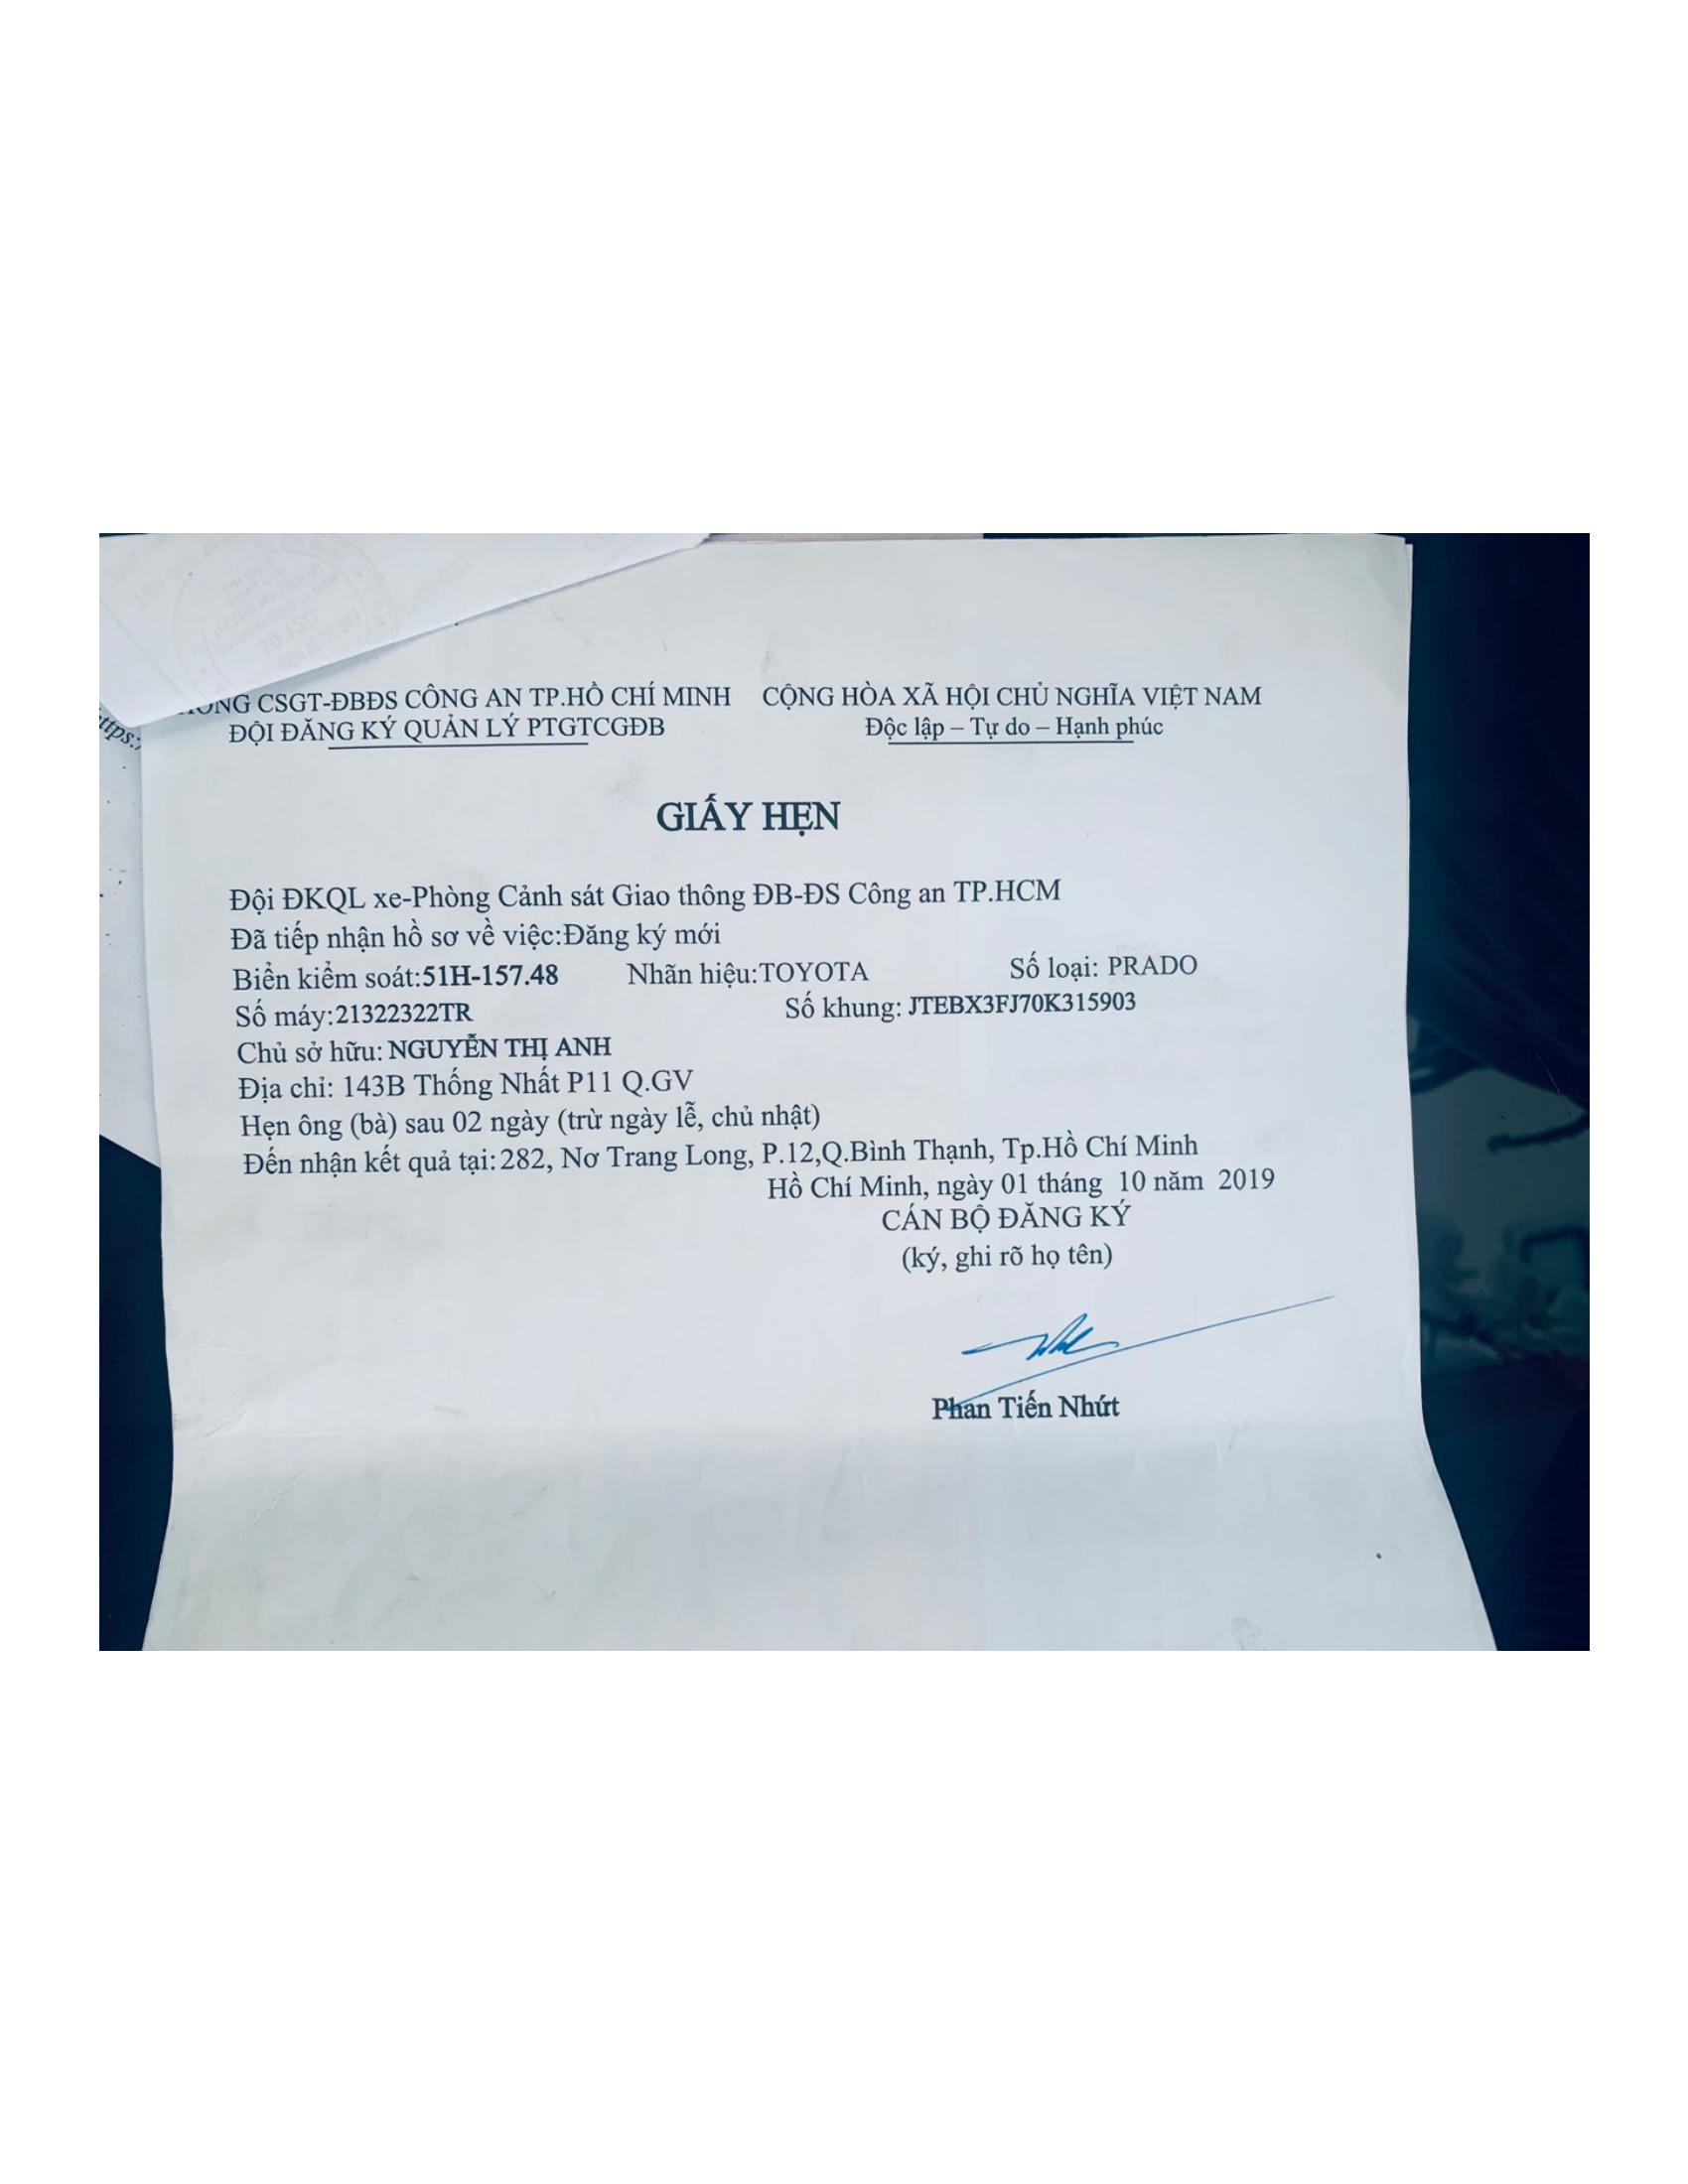 ttps:
CSGT-ĐBĐS CÔNG AN TP.HỒ CHÍ MINH CỘNG HÒA XÃ HỘI CHỦ NGHĨA VIỆT NAM
ĐỘI ĐĂNG KÝ QUẢN LÝ PTGTCGĐB Độc lập – Tự do – Hạnh phúc
GIẤY HẸN
Đội ĐKQL xe-Phòng Cảnh sát Giao thông ĐB-ĐS Công an TP.HCM
Đã tiếp nhận hồ sơ về việc:Đăng ký mới
Biển kiểm soát:51H-157.48 Nhãn hiệu:TOYOTA Số loại: PRADO
Số máy:21322322TR Số khung: JTEBX3FJ70K315903
Chủ sở hữu: NGUYỄN THỊ ANH
Địa chỉ: 143B Thống Nhất P11 Q.GV
Hẹn ông (bà) sau 02 ngày (trừ ngày lễ, chủ nhật)
Đến nhận kết quả tại:282, Nơ Trang Long, P.12,Q.Bình Thạnh, Tp.Hồ Chí Minh
Hồ Chí Minh, ngày 01 tháng 10 năm 2019
CÁN BỘ ĐĂNG KÝ
(ký, ghi rõ họ tên)
Phan Tiến Nhứt